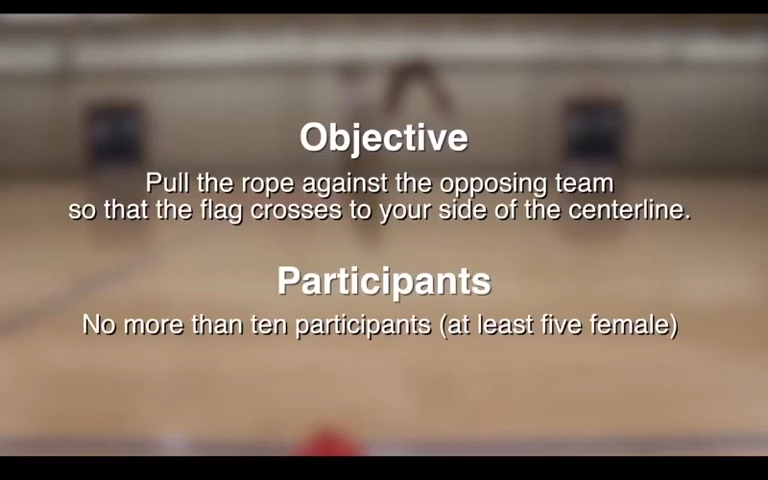 Objective
Pull the rope against the opposing team
so that the flag crosses to your side of the centerline.
Participants
No more than ten participants (at least five female)